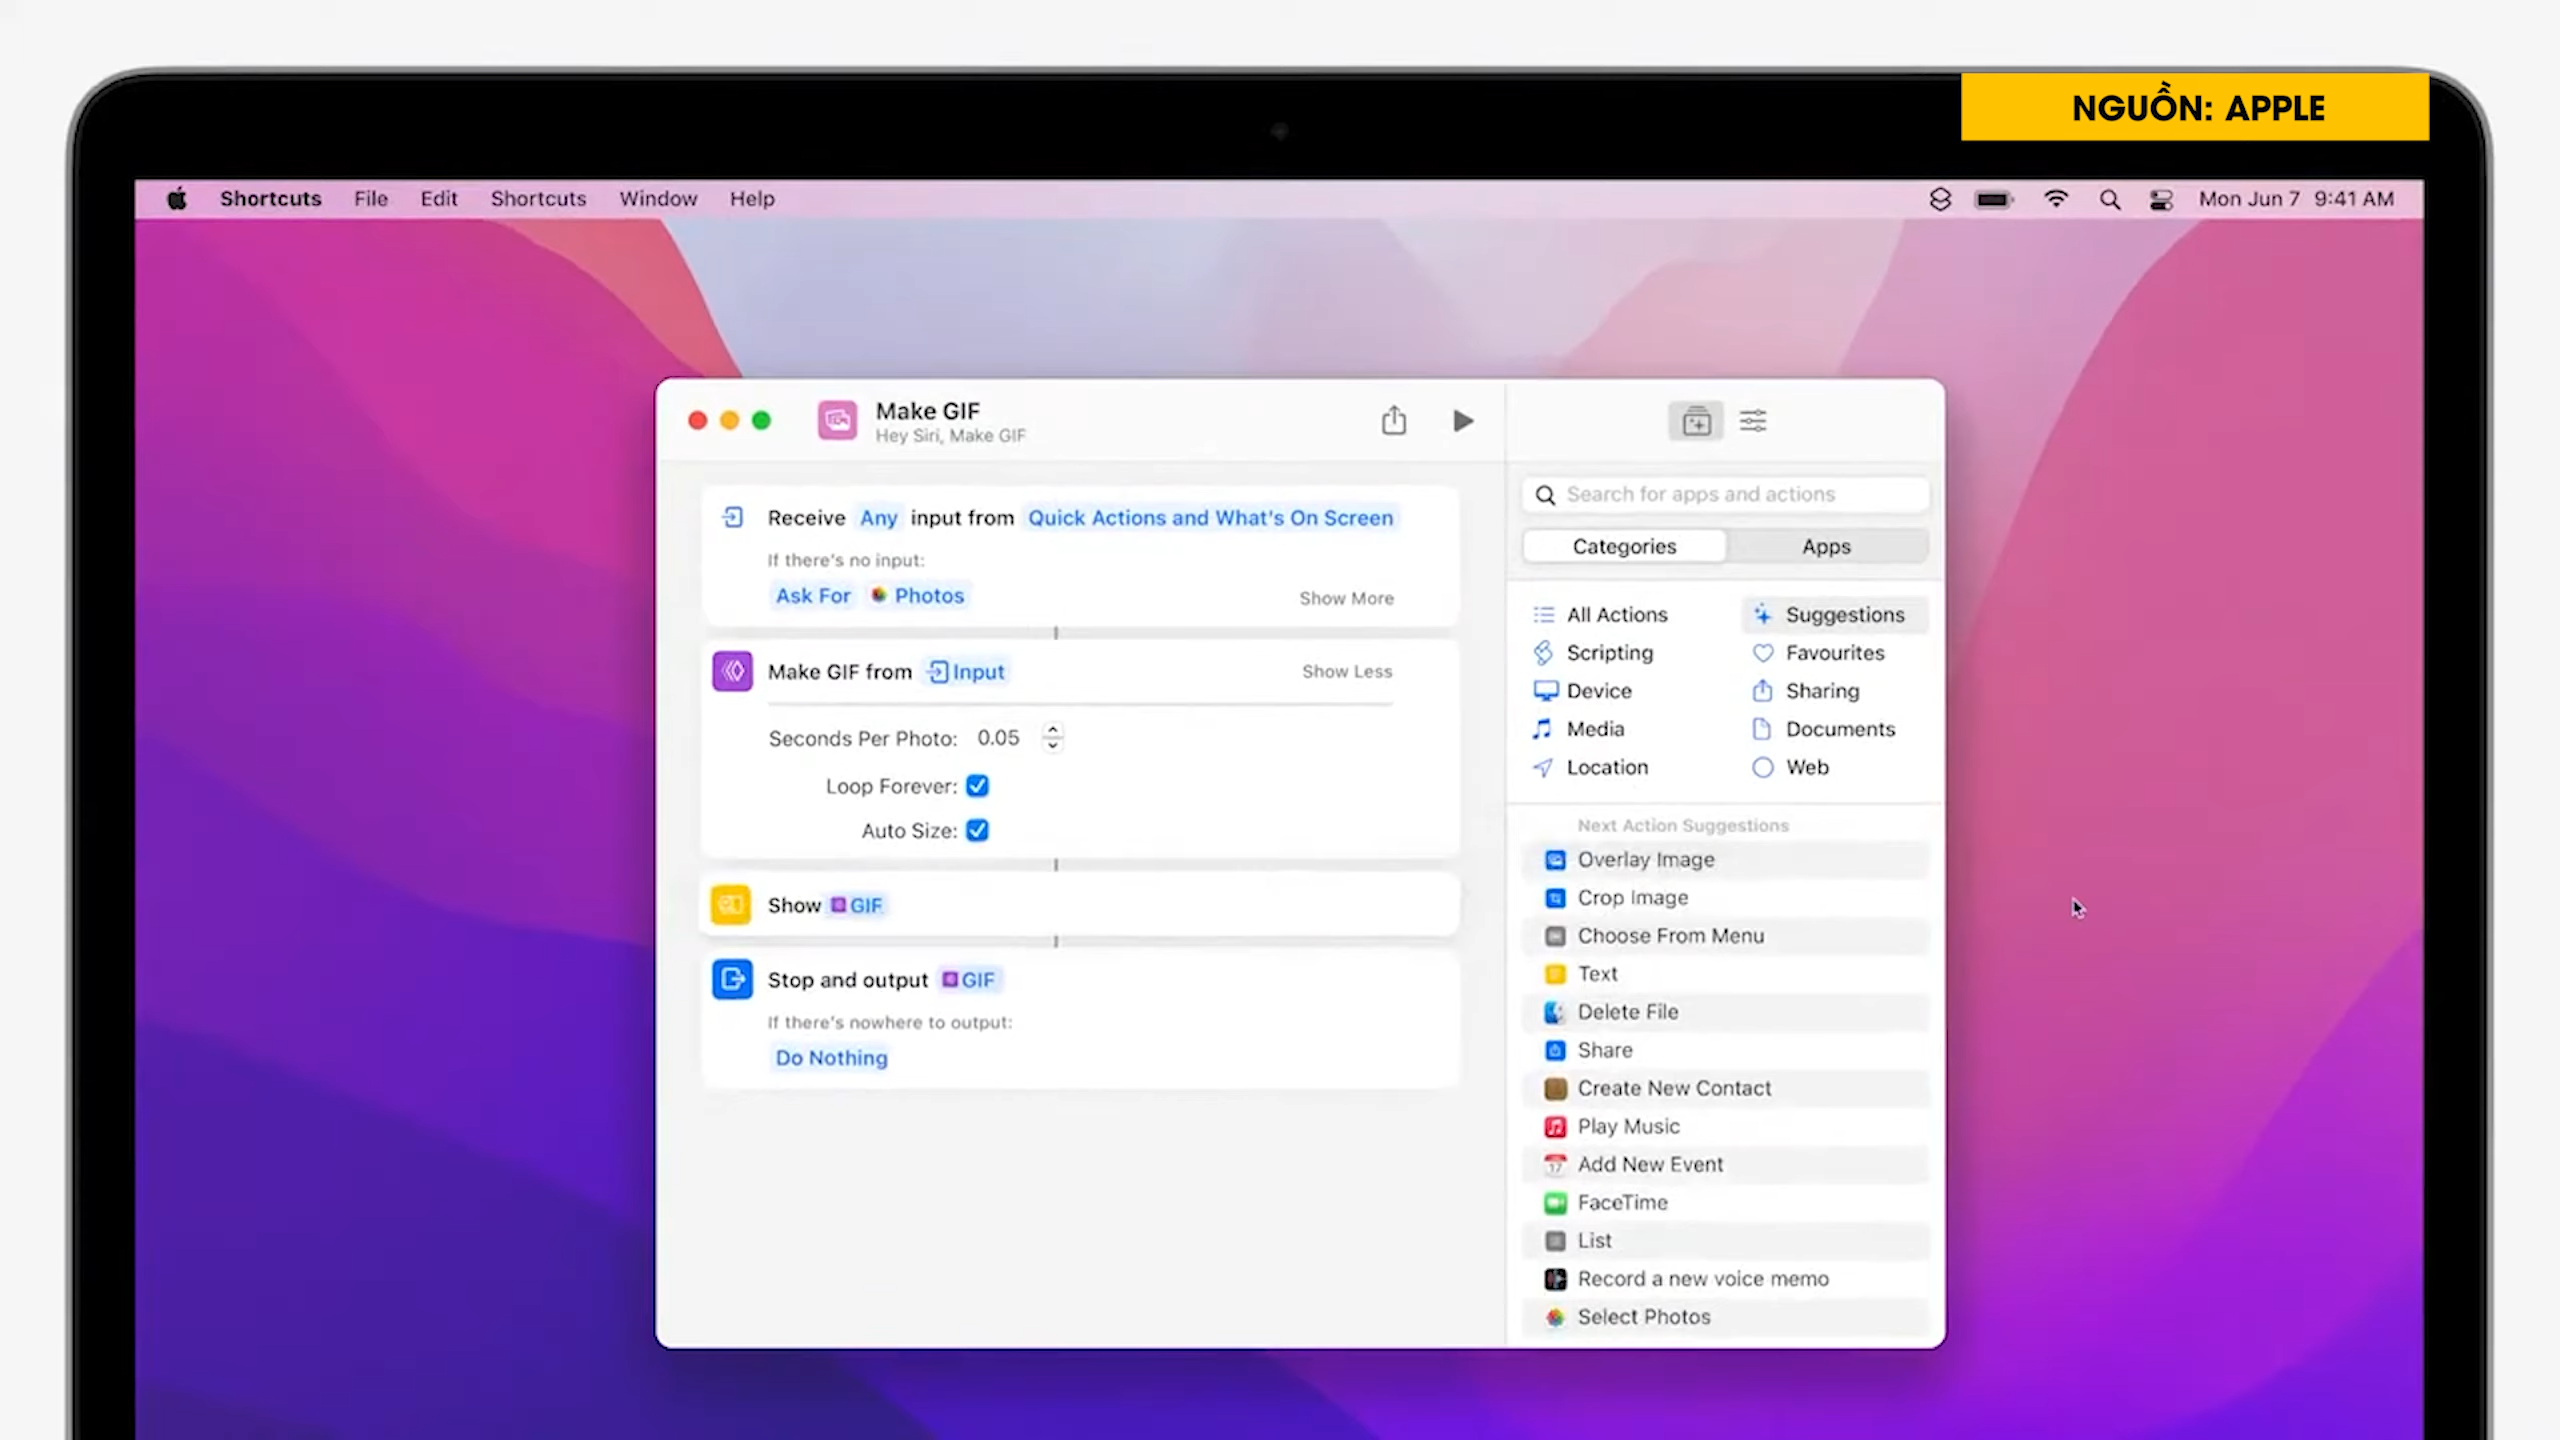 NGUỒN: APPLE
Shortcuts File Edit Shortcuts Window Help Mon Jun 7 9:41 AM
Make GIF
Hey Siri, Make GIF
Receive Any input from Quick Actions and What's On Screen
If there's no input:
Ask For Photos Show More
Make GIF from Input Show Less
Seconds Per Photo: 0.05
Loop Forever:
Auto Size:
Show GIF
Stop and output GIF
If there's nowhere to output:
Do Nothing
Search for apps and actions
Categories Apps
All Actions Suggestions
Scripting Favourites
Device Sharing
Media Documents
Location Web
Next Action Suggestions
Overlay Image
Crop Image
Choose From Menu
Text
Delete File
Share
Create New Contact
Play Music
Add New Event
FaceTime
List
Record a new voice memo
Select Photos